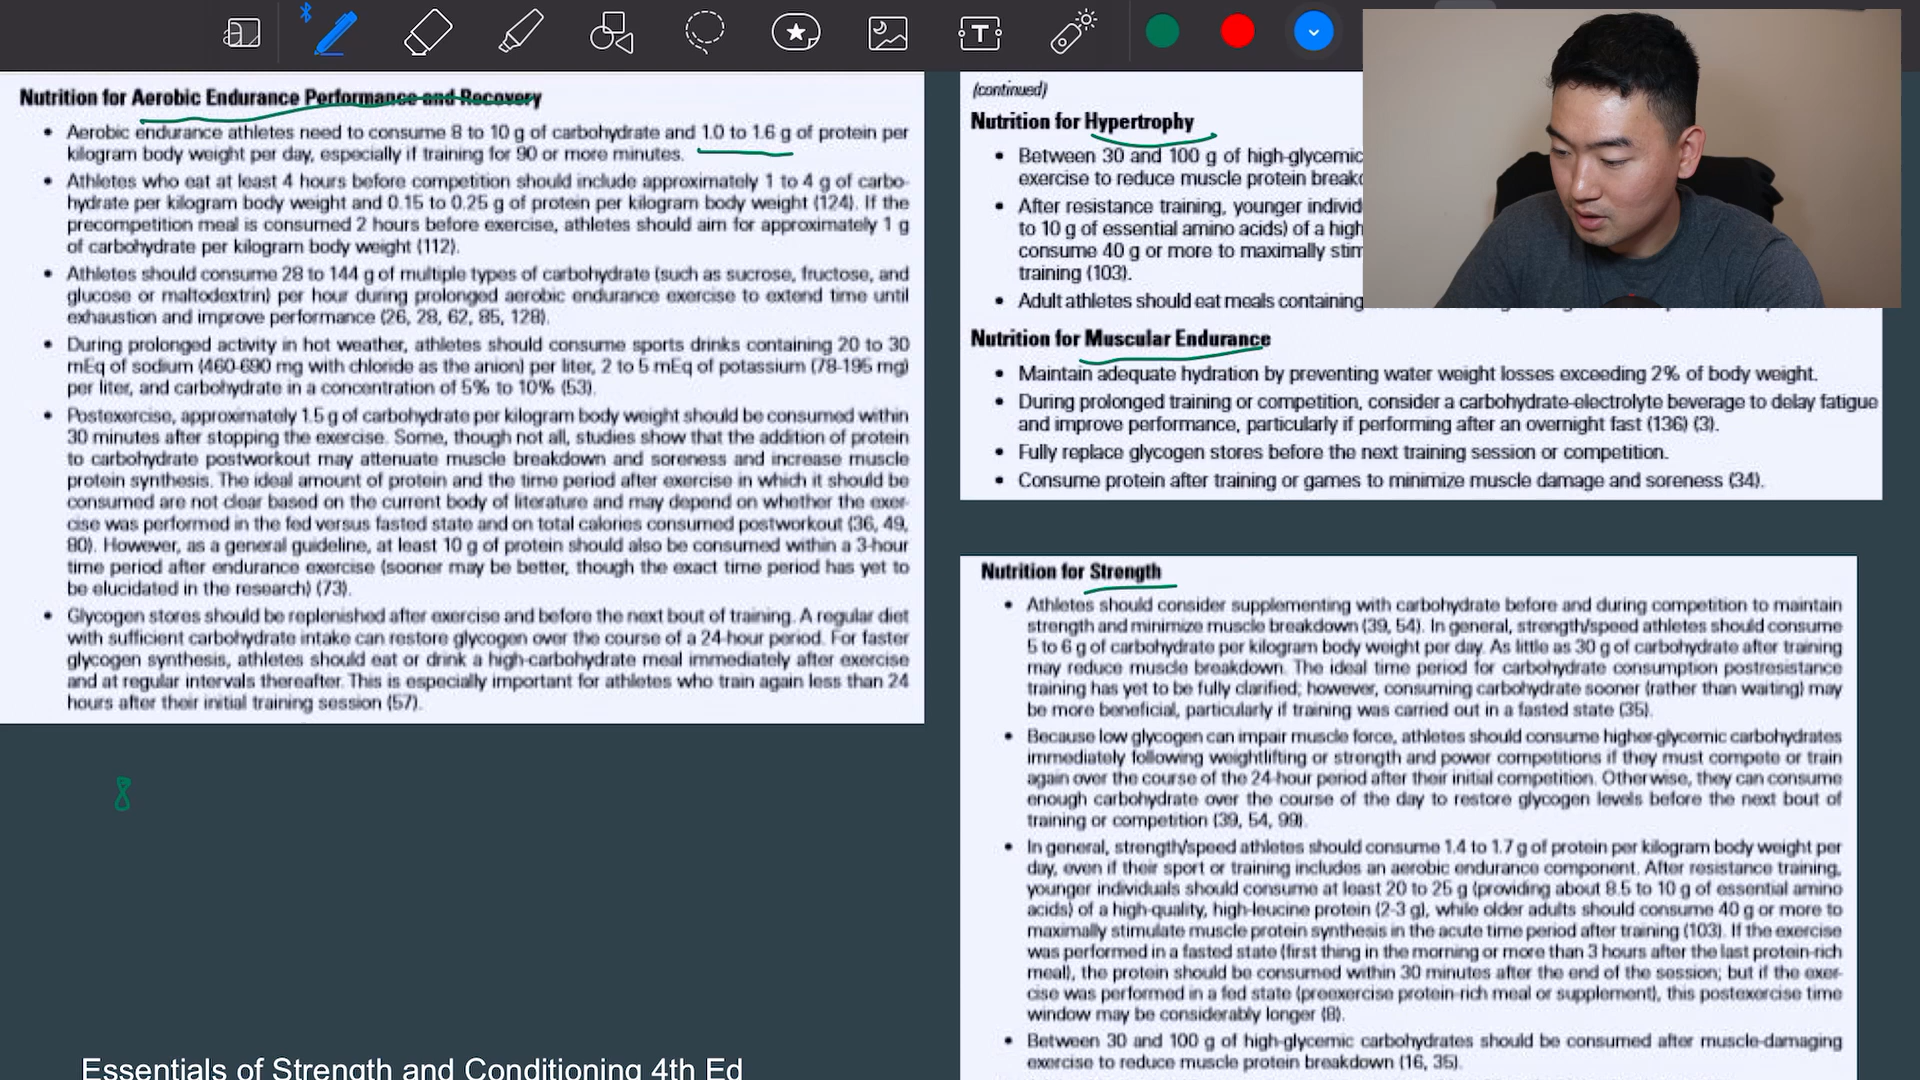 Nutrition for Aerobic Endurance Performance and Recovery
• Aerobic endurance athletes need to consume 8 to 10 g of carbohydrate and 1.0 to 1.6 g of protein per
kilogram body weight per day, especially if training for 90 or more minutes.
• Athletes who eat at least 4 hours before competition should include approximately 1 to 4 g of carbo-
hydrate per kilogram body weight and 0.15 to 0.25 g of protein per kilogram body weight (124). If the
precompetition meal is consumed 2 hours before exercise, athletes should aim for approximately 1 g
of carbohydrate per kilogram body weight (112).
• Athletes should consume 28 to 144 g of multiple types of carbohydrate (such as sucrose, fructose, and
glucose or maltodextrin) per hour during prolonged aerobic endurance exercise to extend time until
exhaustion and improve performance (26, 28, 62, 85, 128).
• During prolonged activity in hot weather, athletes should consume sports drinks containing 20 to 30
mEq of sodium (460-690 mg with chloride as the anion) per liter, 2 to 5 mEq of potassium (78-195 mg)
per liter, and carbohydrate in a concentration of 5% to 10% (53).
• Postexercise, approximately 1.5 g of carbohydrate per kilogram body weight should be consumed within
30 minutes after stopping the exercise. Some, though not all, studies show that the addition of protein
to carbohydrate postworkout may attenuate muscle breakdown and soreness and increase muscle
protein synthesis. The ideal amount of protein and the time period after exercise in which it should be
consumed are not clear based on the current body of literature and may depend on whether the exer-
cise was performed in the fed versus fasted state and on total calories consumed postworkout (36, 49,
80). However, as a general guideline, at least 10 g of protein should also be consumed within a 3-hour
time period after endurance exercise (sooner may be better, though the exact time period has yet to
be elucidated in the research) (73).
• Glycogen stores should be replenished after exercise and before the next bout of training. A regular diet
with sufficient carbohydrate intake can restore glycogen over the course of a 24-hour period. For faster
glycogen synthesis, athletes should eat or drink a high-carbohydrate meal immediately after exercise
and at regular intervals thereafter. This is especially important for athletes who train again less than 24
hours after their initial training session (57).
8
Essentials of Strength and Conditioning 4th Ed
(continued)
Nutrition for Hypertrophy
• Between 30 and 100 g of high-glycemic
exercise to reduce muscle protein
• After resistance training, younger
to 10 g of essential amino acids) of a high
consume 40 g or more to maximally
training (103).
• Adult athletes should eat meals containing
Nutrition for Muscular Endurance
• Maintain adequate hydration by preventing water weight losses exceeding 2% of body weight.
• During prolonged training or competition, consider a carbohydrate-electrolyte beverage to delay fatigue
and improve performance, particularly if performing after an overnight fast (136) (3).
• Fully replace glycogen stores before the next training session or competition.
• Consume protein after training or games to minimize muscle damage and soreness (34).
Nutrition for Strength
• Athletes should consider supplementing with carbohydrate before and during competition to maintain
strength and minimize muscle breakdown (39, 54). In general, strength/speed athletes should consume
5 to 6 g of carbohydrate per kilogram body weight per day. As little as 30 g of carbohydrate after training
may reduce muscle breakdown. The ideal time period for carbohydrate consumption postresistance
training has yet to be fully clarified; however, consuming carbohydrate sooner (rather than waiting) may
be more beneficial, particularly if training was carried out in a fasted state (35).
• Because low glycogen can impair muscle force, athletes should consume higher-glycemic carbohydrates
immediately following weightlifting or strength and power competitions if they must compete or train
again over the course of the 24-hour period after their initial competition. Otherwise, they can consume
enough carbohydrate over the course of the day to restore glycogen levels before the next bout of
training or competition (39, 54, 99).
• In general, strength/speed athletes should consume 1.4 to 1.7 g of protein per kilogram body weight per
day, even if their sport or training includes an aerobic endurance component. After resistance training,
younger individuals should consume at least 20 to 25 g (providing about 8.5 to 10 g of essential amino
acids) of a high-quality, high-leucine protein (2-3 g), while older adults should consume 40 g or more to
maximally stimulate muscle protein synthesis in the acute time period after training (103). If the exercise
was performed in a fasted state (first thing in the morning or more than 3 hours after the last protein-rich
meal), the protein should be consumed within 30 minutes after the end of the session; but if the exer-
cise was performed in a fed state (preexercise protein-rich meal or supplement), this postexercise time
window may be considerably longer (8).
• Between 30 and 100 g of high-glycemic carbohydrates should be consumed after muscle-damaging
exercise to reduce muscle protein breakdown (16, 35).